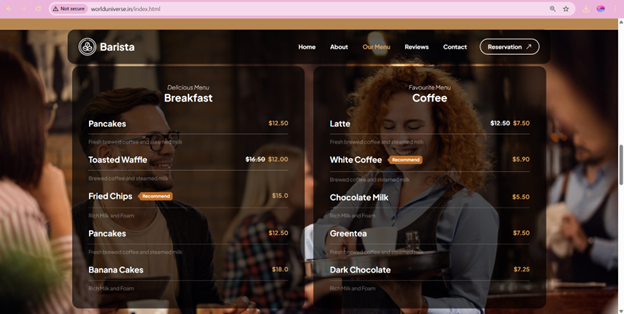 Not secure worlduniverse.in/index.html
Barista
Home About Our Menu Reviews Contact Reservation
Delicious Menu
Breakfast
Pancakes $12.50
Fresh brewed coffee and steamed milk
Toasted Waffle $16.50 $12.00
Brewed coffee and steamed milk
Fried Chips Recommend $15.0
Rich Milk and Foam
Pancakes $12.50
Fresh brewed coffee and steamed milk
Banana Cakes $18.0
Rich Milk and Foam
Favourite Menu
Coffee
Latte $12.50 $7.50
Fresh brewed coffee and steamed milk
White Coffee Recommend $5.90
Brewed coffee and steamed milk
Chocolate Milk $5.50
Rich Milk and Foam
Greentea $7.50
Fresh brewed coffee and steamed milk
Dark Chocolate $7.25
Rich Milk and Foam